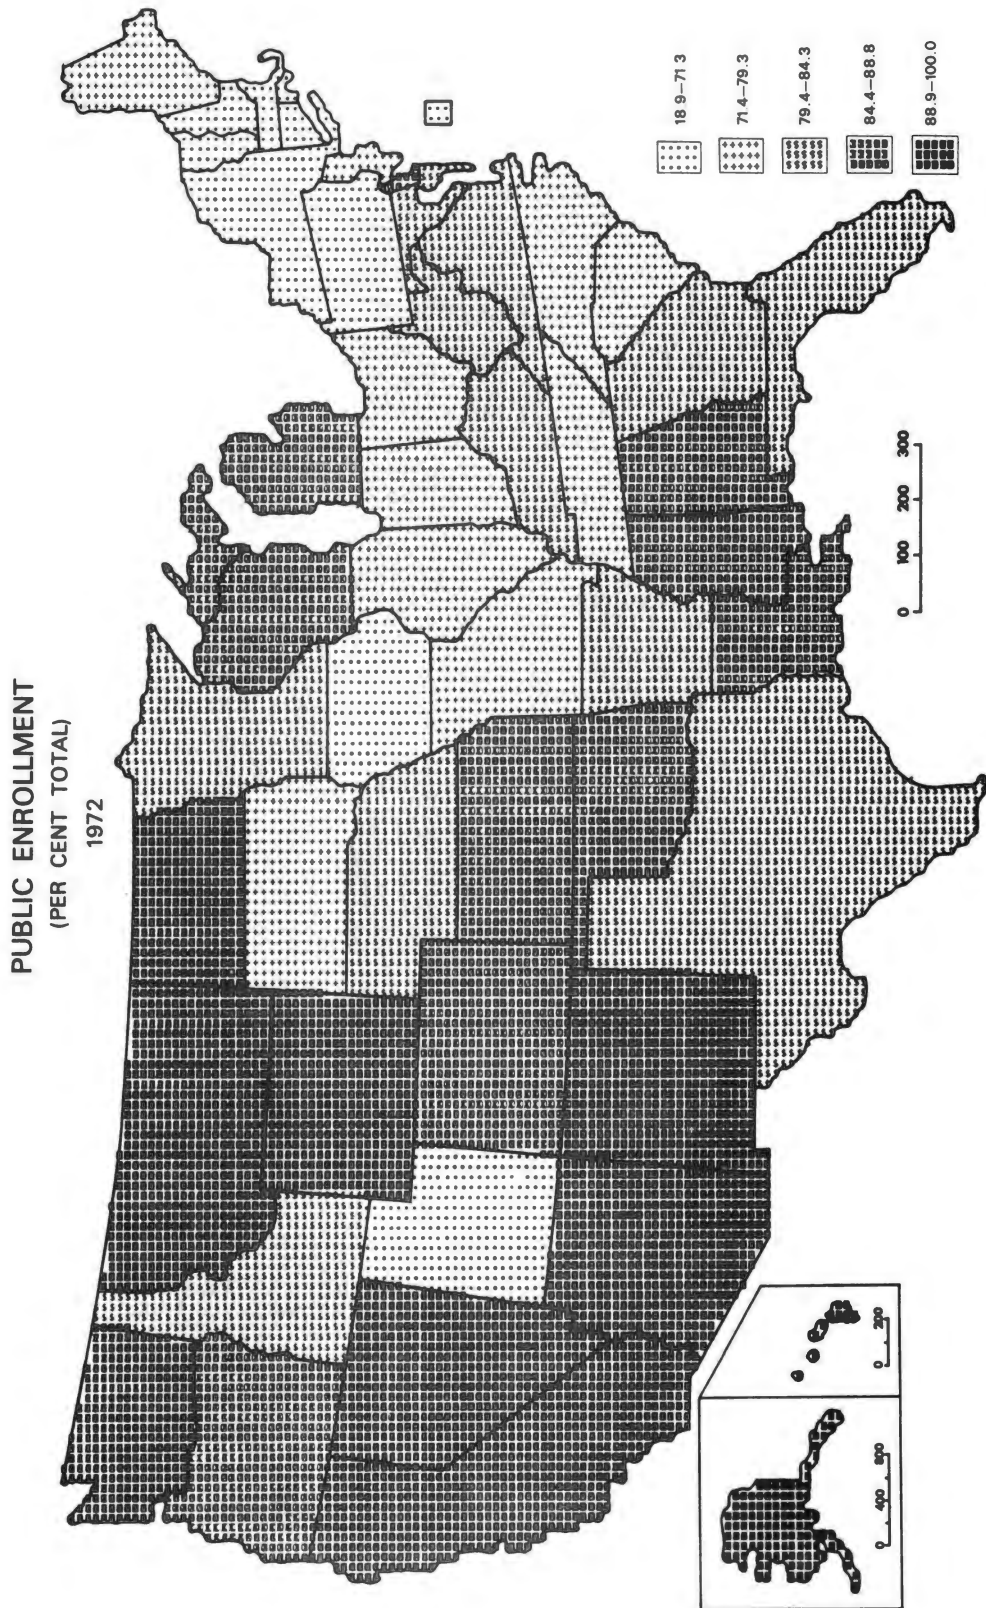 PUBLIC ENROLLMENT
(PER CENT TOTAL)
1972
18 9–71 3
71.4–79.3
79.4–84.3
84.4–88.8
88.9–100.0
0 100 200 300
0 400 800
0 200